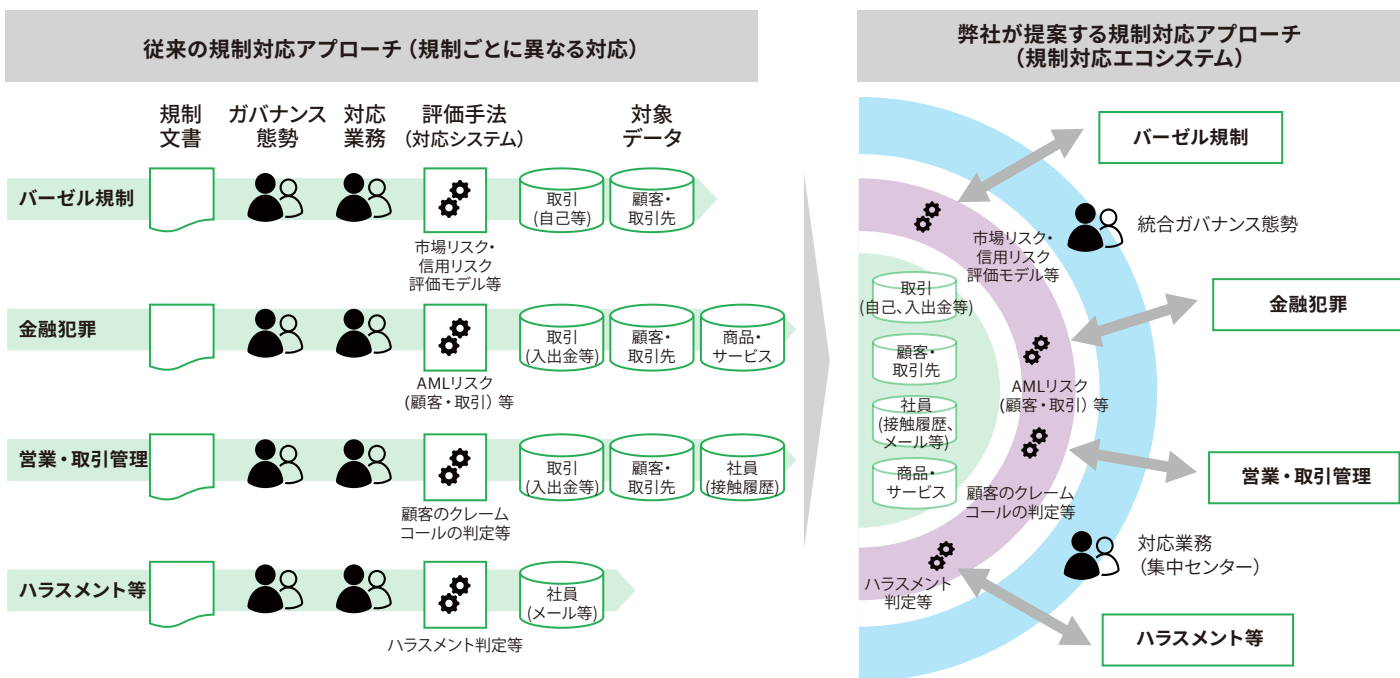 従来の規制対応アプローチ（規制ごとに異なる対応）
規制
文書
ガバナンス
態勢
対応
業務
評価手法
（対応システム）
対象
データ
バーゼル規制
取引
(自己等)
顧客・
取引先
市場リスク・
信用リスク
評価モデル等
金融犯罪
取引
(入出金等)
顧客・
取引先
商品・
サービス
AMLリスク
(顧客・取引）等
営業・取引管理
取引
(入出金等)
顧客・
取引先
社員
(接触履歴)
顧客のクレーム
コールの判定等
ハラスメント等
社員
(メール等)
ハラスメント判定等
弊社が提案する規制対応アプローチ
（規制対応エコシステム）
バーゼル規制
統合ガバナンス態勢
市場リスク・
信用リスク
評価モデル等
取引
(自己、入出金等)
金融犯罪
顧客・
取引先
AMLリスク
(顧客・取引）等
社員
(接触履歴、
メール等)
商品・
サービス
営業・取引管理
顧客のクレーム
コールの判定等
対応業務
（集中センター）
ハラスメント
判定等
ハラスメント等